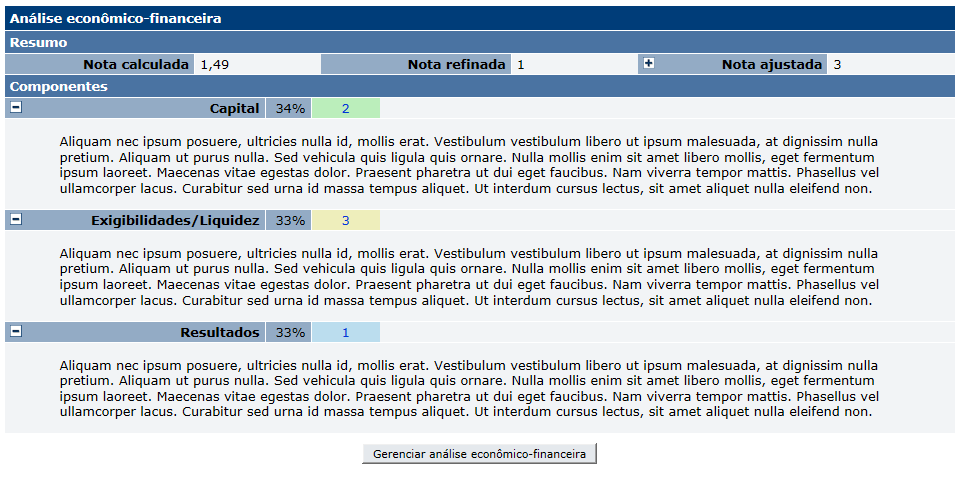 Análise econômico-financeira
Resumo
Nota calculada 1,49 Nota refinada 1 Nota ajustada 3
Componentes
Capital 34% 2
Aliquam nec ipsum posuere, ultricies nulla id, mollis erat. Vestibulum vestibulum libero ut ipsum malesuada, at dignissim nulla
pretium. Aliquam ut purus nulla. Sed vehicula quis ligula quis ornare. Nulla mollis enim sit amet libero mollis, eget fermentum
ipsum laoreet. Maecenas vitae egestas dolor. Praesent pharetra ut dui eget faucibus. Nam viverra tempor mattis. Phasellus vel
ullamcorper lacus. Curabitur sed urna id massa tempus aliquet. Ut interdum cursus lectus, sit amet aliquet nulla eleifend non.
Exigibilidades/Liquidez 33% 3
Aliquam nec ipsum posuere, ultricies nulla id, mollis erat. Vestibulum vestibulum libero ut ipsum malesuada, at dignissim nulla
pretium. Aliquam ut purus nulla. Sed vehicula quis ligula quis ornare. Nulla mollis enim sit amet libero mollis, eget fermentum
ipsum laoreet. Maecenas vitae egestas dolor. Praesent pharetra ut dui eget faucibus. Nam viverra tempor mattis. Phasellus vel
ullamcorper lacus. Curabitur sed urna id massa tempus aliquet. Ut interdum cursus lectus, sit amet aliquet nulla eleifend non.
Resultados 33% 1
Aliquam nec ipsum posuere, ultricies nulla id, mollis erat. Vestibulum vestibulum libero ut ipsum malesuada, at dignissim nulla
pretium. Aliquam ut purus nulla. Sed vehicula quis ligula quis ornare. Nulla mollis enim sit amet libero mollis, eget fermentum
ipsum laoreet. Maecenas vitae egestas dolor. Praesent pharetra ut dui eget faucibus. Nam viverra tempor mattis. Phasellus vel
ullamcorper lacus. Curabitur sed urna id massa tempus aliquet. Ut interdum cursus lectus, sit amet aliquet nulla eleifend non.
Gerenciar análise econômico-financeira